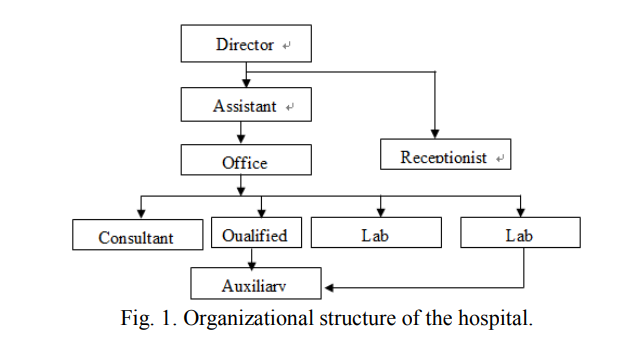 Director
Assistant
Receptionist
Office
Consultant Qualified Lab Lab
Auxiliary
Fig. 1. Organizational structure of the hospital.